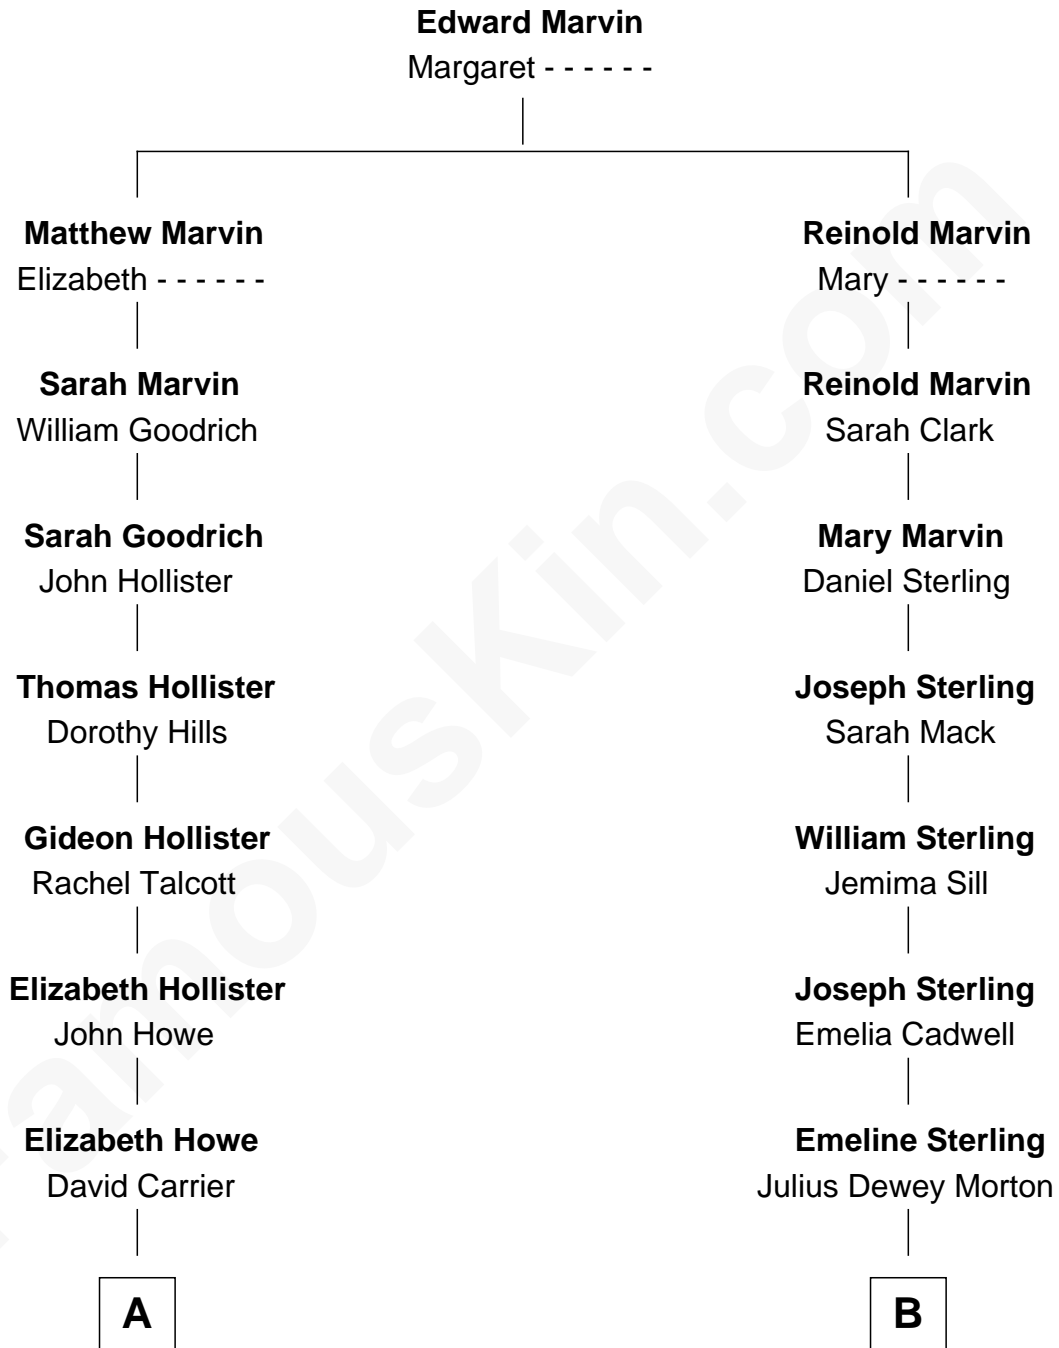 Edward Marvin
Margaret - - - - - -
Matthew Marvin
Elizabeth - - - - - -
Sarah Marvin
William Goodrich
Sarah Goodrich
John Hollister
Thomas Hollister
Dorothy Hills
Gideon Hollister
Rachel Talcott
Elizabeth Hollister
John Howe
Elizabeth Howe
David Carrier
A
Reinold Marvin
Mary - - - - - -
Reinold Marvin
Sarah Clark
Mary Marvin
Daniel Sterling
Joseph Sterling
Sarah Mack
William Sterling
Jemima Sill
Joseph Sterling
Emelia Cadwell
Emeline Sterling
Julius Dewey Morton
B
FamousKin.com